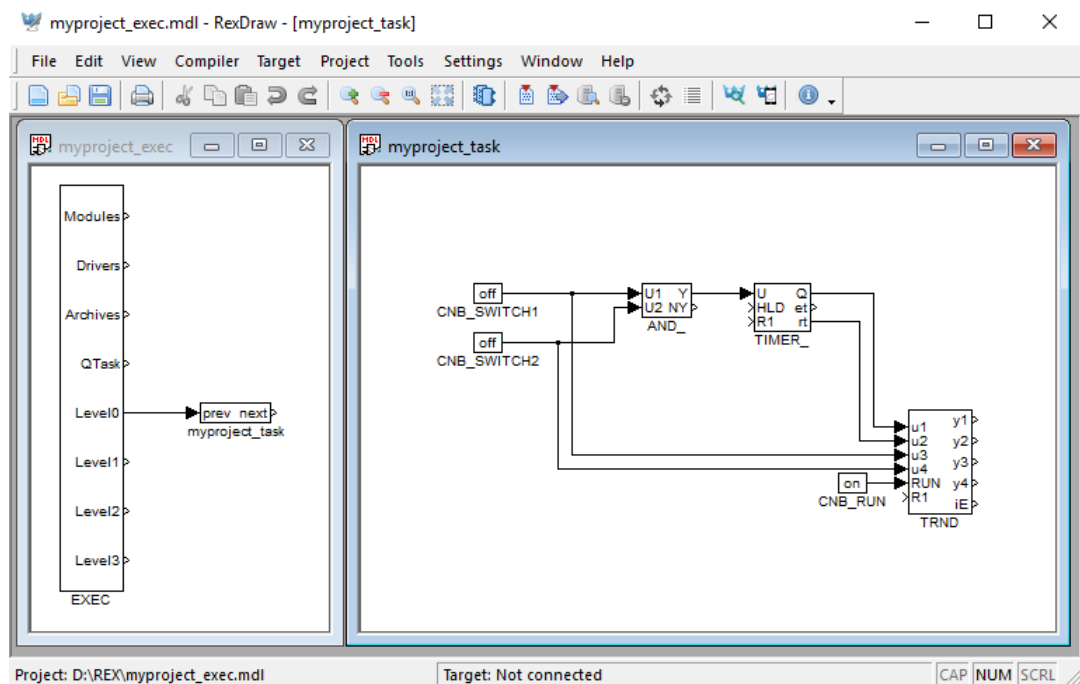 myproject_exec.mdl - RexDraw - [myproject_task]
File Edit View Compiler Target Project Tools Settings Window Help
myproject_exec
Modules
Drivers
Archives
QTask
Level0
prev next
myproject_task
Level1
Level2
Level3
EXEC
myproject_task
off
CNB_SWITCH1
off
CNB_SWITCH2
U1 Y
U2 NY
AND_
U Q
HLD et
R1 rt
TIMER_
on
CNB_RUN
u1 y1
u2 y2
u3 y3
u4 y4
RUN iE
R1
TRND
Project: D:\REX\myproject_exec.mdl
Target: Not connected
CAP NUM SCRL